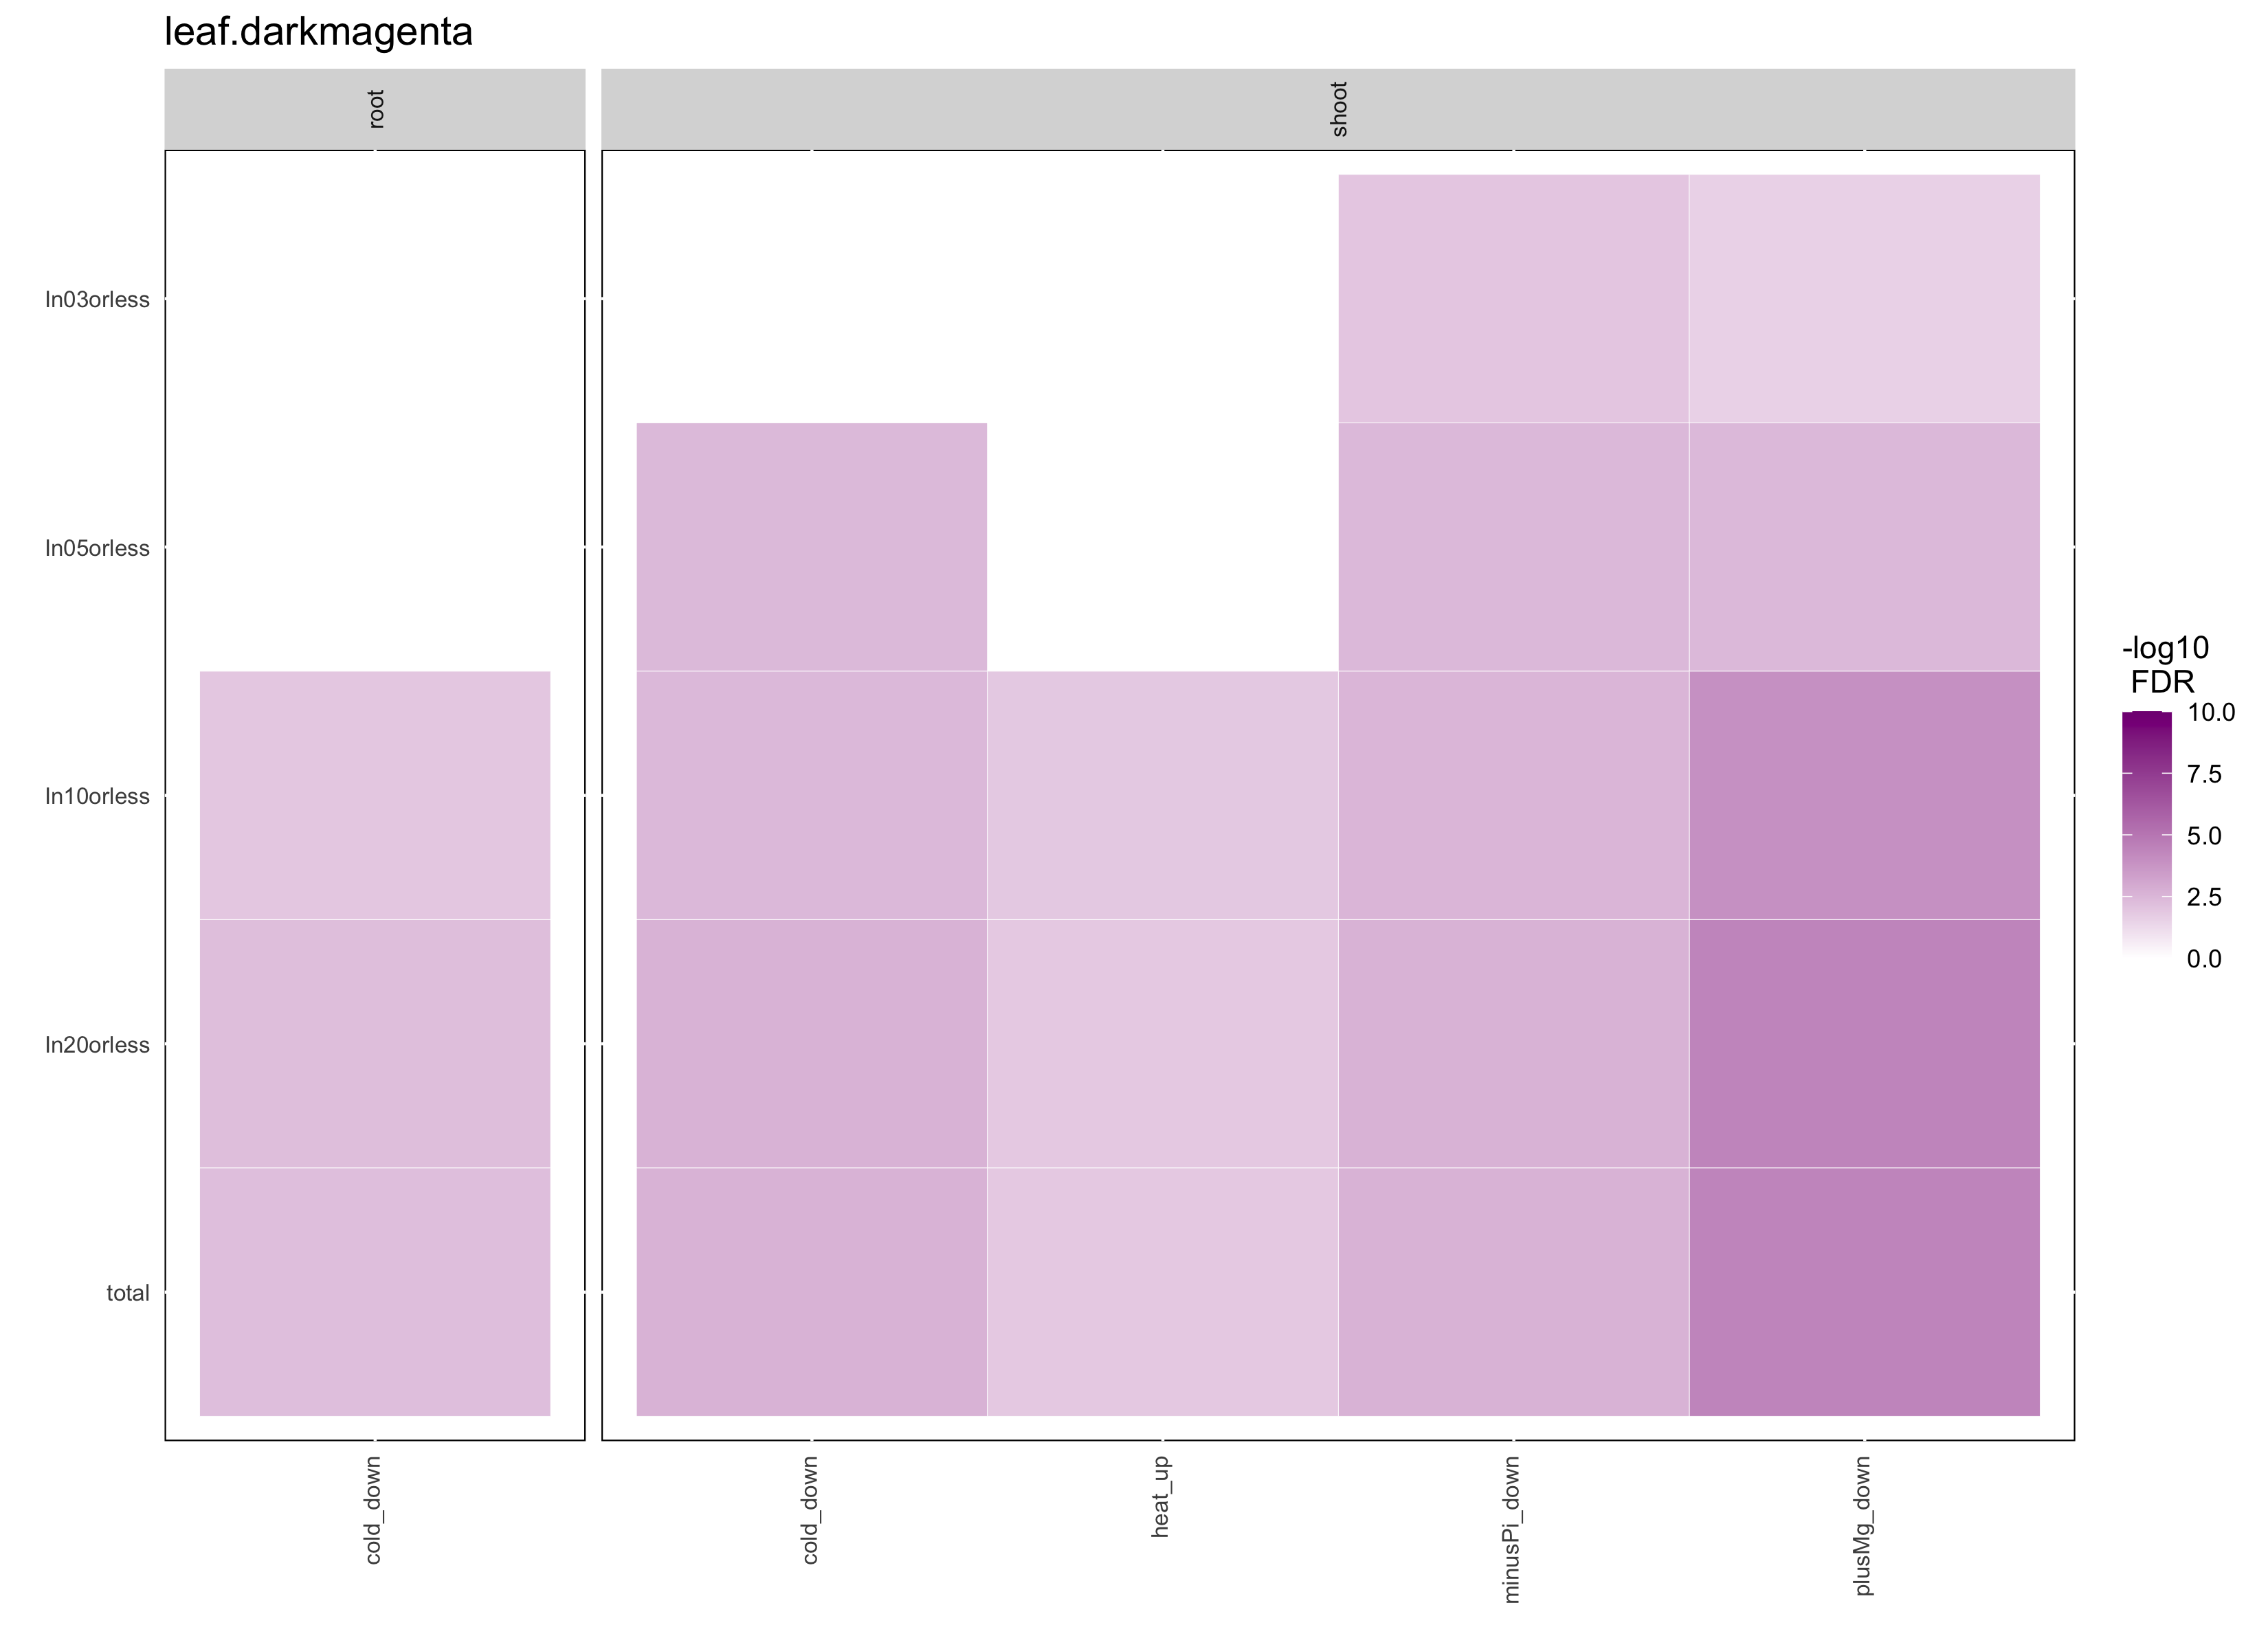 leaf.darkmagenta
root
shoot
In03orless
In05orless
In10orless
In20orless
total
cold_down
cold_down
heat_up
minusPi_down
plusMg_down
-log10
FDR
10.0
7.5
5.0
2.5
0.0